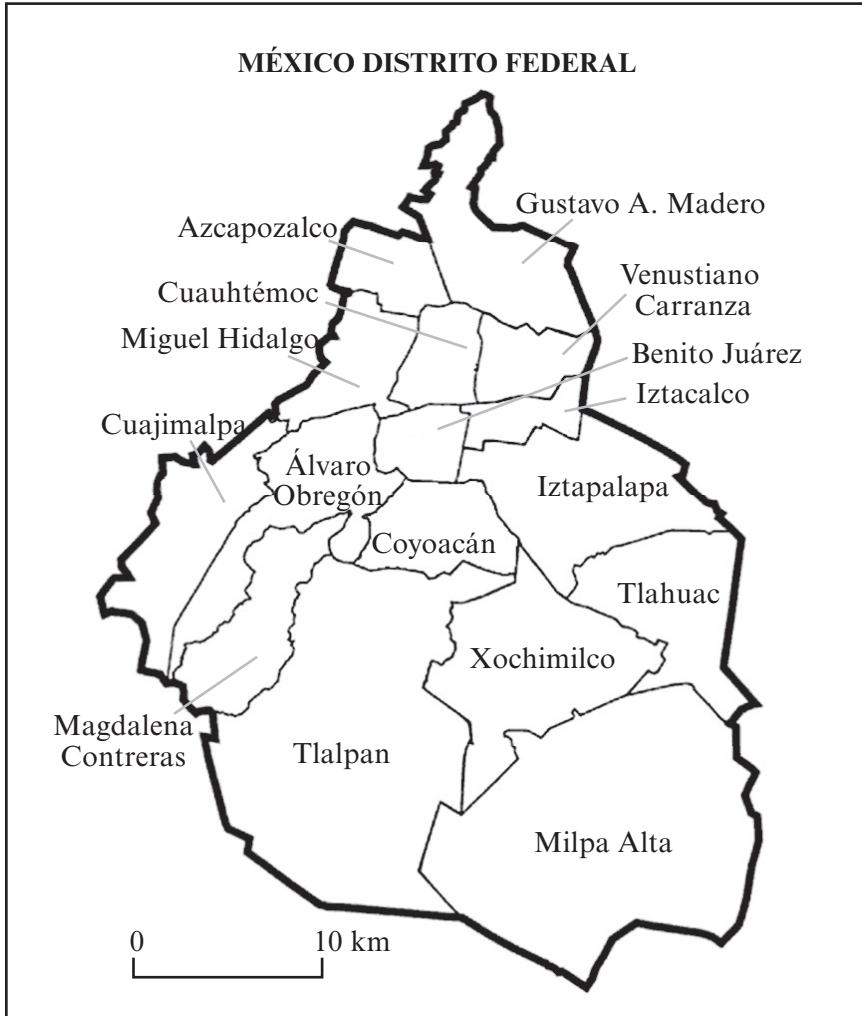 MÉXICO DISTRITO FEDERAL
Gustavo A. Madero
Azcapozalco
Venustiano
Carranza
Cuauhtémoc
Miguel Hidalgo
Benito Juárez
Iztacalco
Cuajimalpa
Álvaro
Obregón
Iztapalapa
Coyoacán
Tlahuac
Xochimilco
Magdalena
Contreras
Tlalpan
Milpa Alta
0 10 km